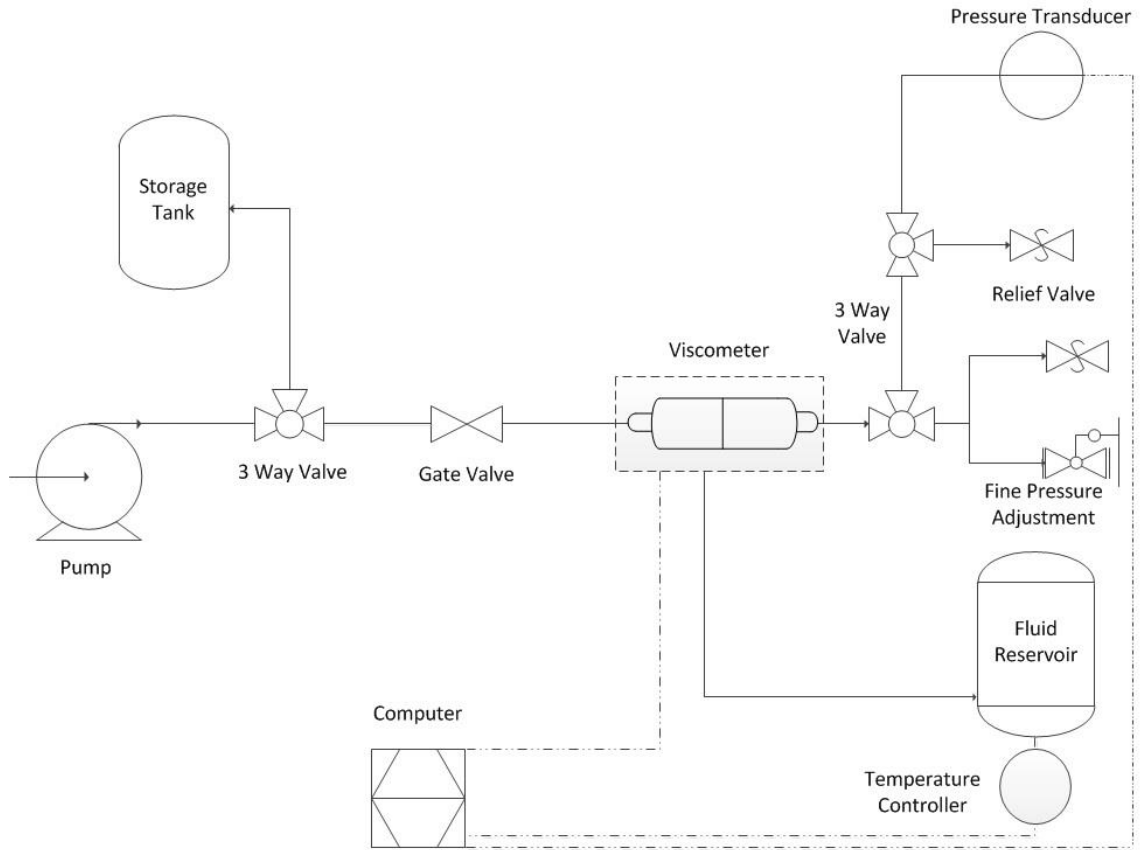 Pressure Transducer
Storage
Tank
Relief Valve
3 Way
Valve
Viscometer
3 Way Valve
Gate Valve
Fine Pressure
Adjustment
Pump
Fluid
Reservoir
Computer
Temperature
Controller